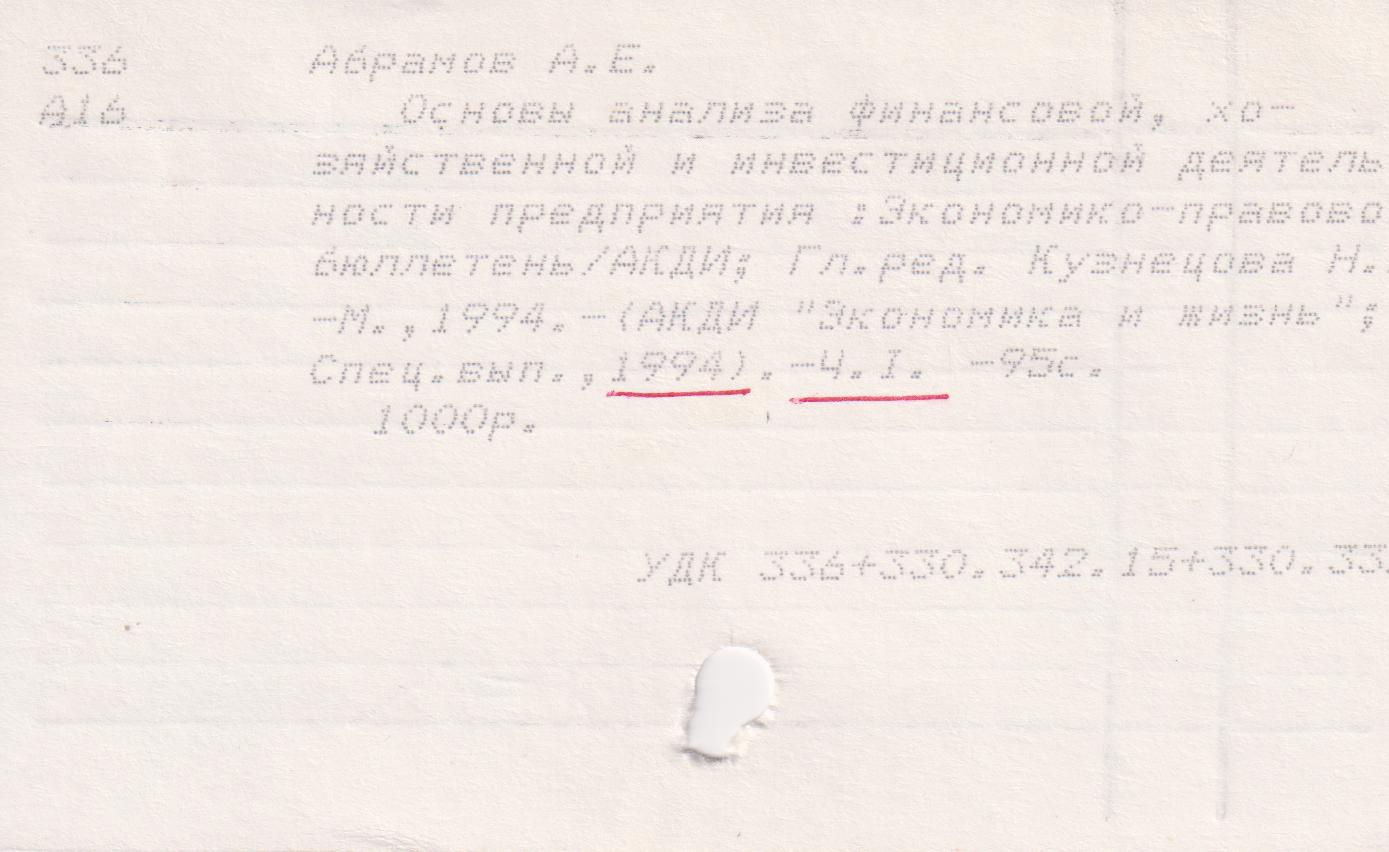 336 Абрамов А.Е.
А16 Основы анализа финансовой, хо-
зяйственной и инвестиционной деятель
ности предприятия :Экономико-правово
бюллетень/АКДИ; Гл.ред. Кузнецова Н.
-М.,1994.-(АКДИ "Экономика и жизнь";
Спец.вып.,1994).-Ч.I. -95с.
1000р.
УДК 336+330.342.15+330.33